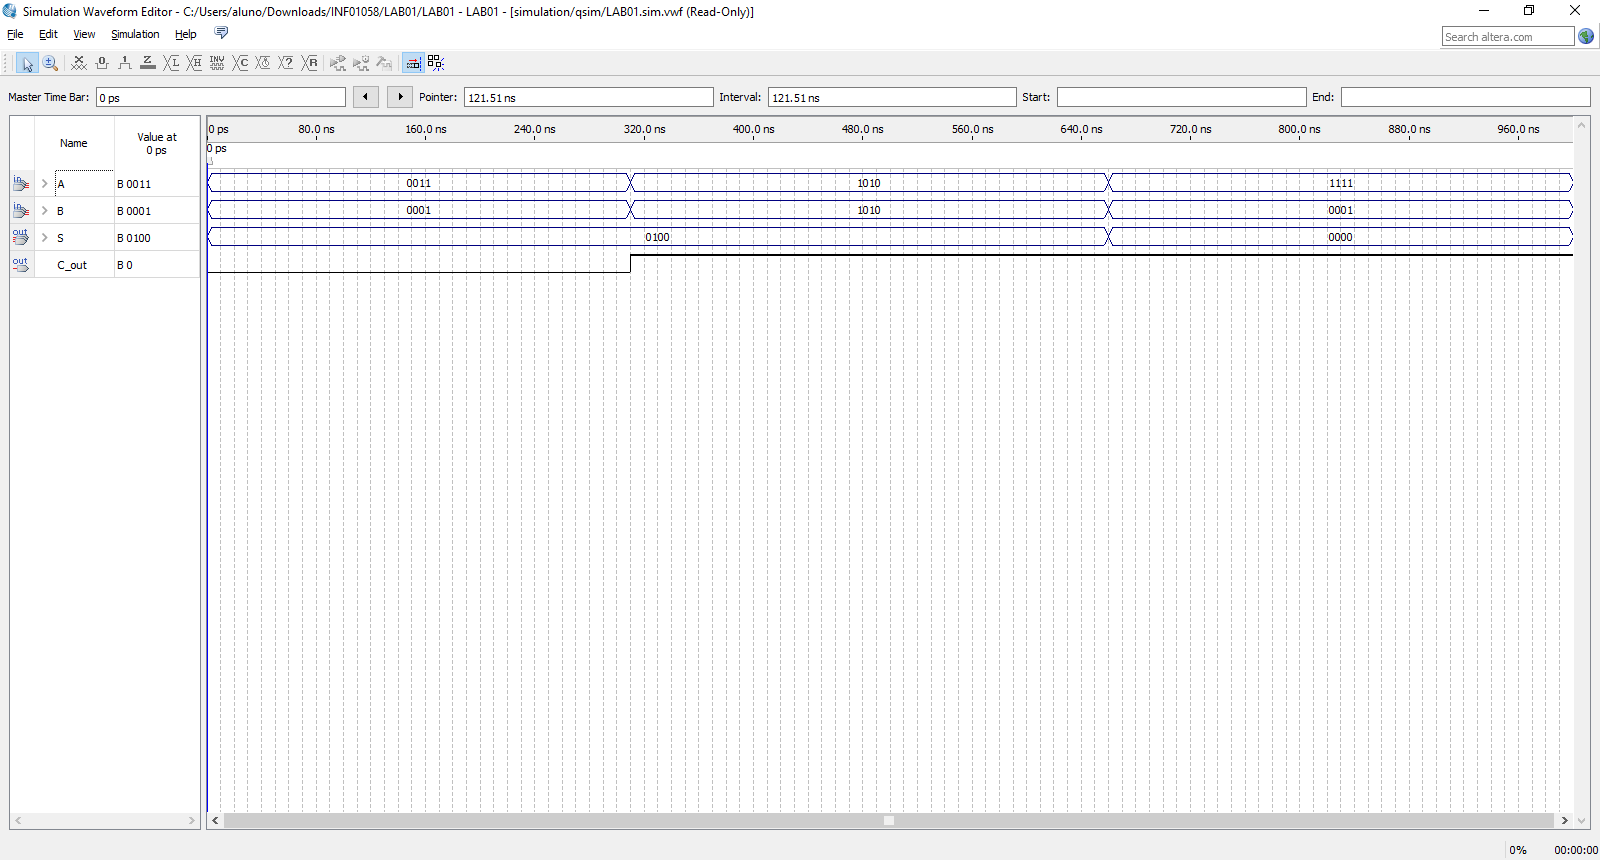 Simulation Waveform Editor - C:/Users/aluno/Downloads/INF01058/LAB01/LAB01 - LAB01 - [simulation/qsim/LAB01.sim.vwf (Read-Only)]
File Edit View Simulation Help
Search altera.com
Master Time Bar: 0 ps Pointer: 121.51 ns Interval: 121.51 ns Start: End:
Name Value at 0 ps
0 ps 80.0 ns 160.0 ns 240.0 ns 320.0 ns 400.0 ns 480.0 ns 560.0 ns 640.0 ns 720.0 ns 800.0 ns 880.0 ns 960.0 ns
0 ps
in A B 0011 0011 1010 1111
in B B 0001 0001 1010 0001
out S B 0100 0100 0000
out C_out B 0
0% 00:00:00